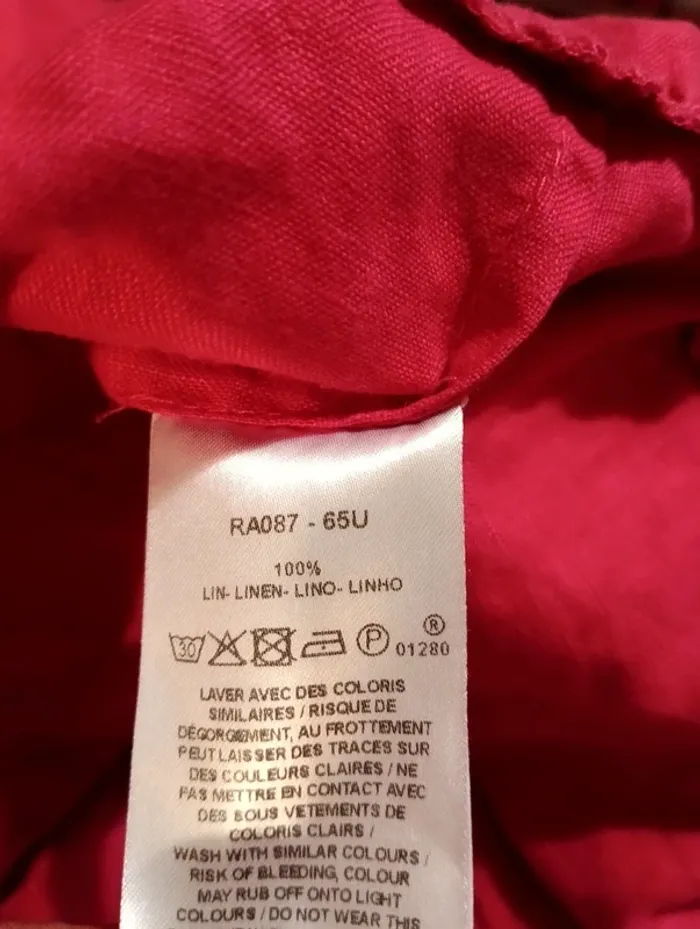 RA087 - 65U
100%
LIN- LINEN- LINO- LINHO
30 P ® 01280
LAVER AVEC DES COLORIS
SIMILAIRES / RISQUE DE
DÉGORGEMENT, AU FROTTEMENT
PEUT LAISSER DES TRACES SUR
DES COULEURS CLAIRES / NE
PAS METTRE EN CONTACT AVEC
DES SOUS VETEMENTS DE
COLORIS CLAIRS /
WASH WITH SIMILAR COLOURS /
RISK OF BLEEDING, COLOUR
MAY RUB OFF ONTO LIGHT
COLOURS / DO NOT WEAR THIS